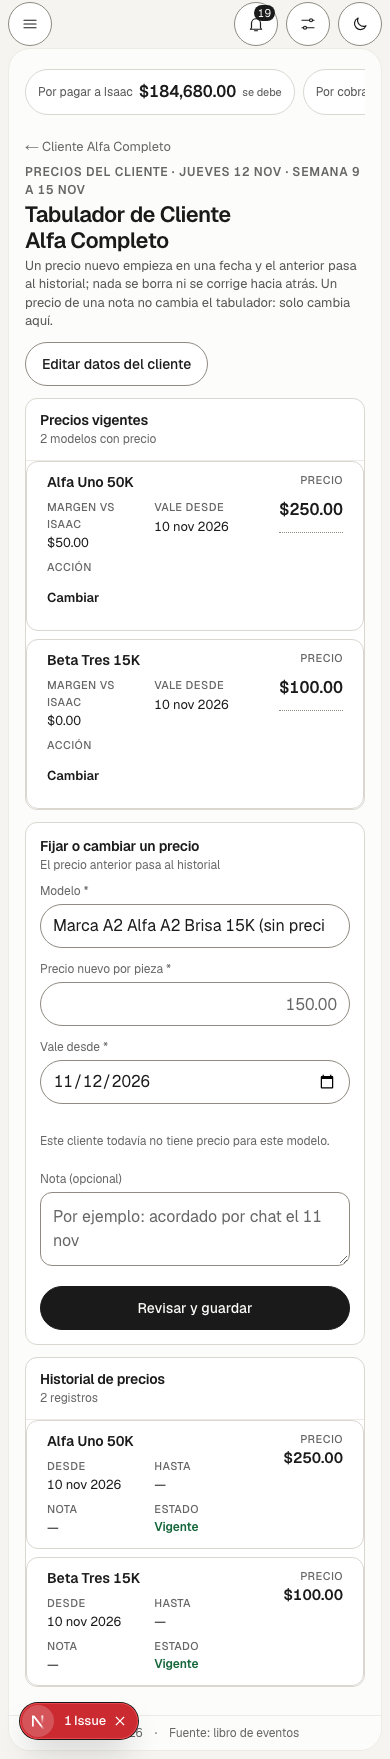 19
Por pagar a Isaac $184,680.00 se debe
Por cobra
← Cliente Alfa Completo
PRECIOS DEL CLIENTE · JUEVES 12 NOV · SEMANA 9
A 15 NOV
Tabulador de Cliente
Alfa Completo
Un precio nuevo empieza en una fecha y el anterior pasa
al historial; nada se borra ni se corrige hacia atrás. Un
precio de una nota no cambia el tabulador: solo cambia
aquí.
Editar datos del cliente
Precios vigentes
2 modelos con precio
Alfa Uno 50K
PRECIO
$250.00
MARGEN VS
ISAAC
$50.00
VALE DESDE
10 nov 2026
ACCIÓN
Cambiar
Beta Tres 15K
PRECIO
$100.00
MARGEN VS
ISAAC
$0.00
VALE DESDE
10 nov 2026
ACCIÓN
Cambiar
Fijar o cambiar un precio
El precio anterior pasa al historial
Modelo *
Marca A2 Alfa A2 Brisa 15K (sin preci
Precio nuevo por pieza *
150.00
Vale desde *
11/12/2026
Este cliente todavía no tiene precio para este modelo.
Nota (opcional)
Por ejemplo: acordado por chat el 11
nov
Revisar y guardar
Historial de precios
2 registros
Alfa Uno 50K
PRECIO
$250.00
DESDE
10 nov 2026
HASTA
—
NOTA
—
ESTADO
Vigente
Beta Tres 15K
PRECIO
$100.00
DESDE
10 nov 2026
HASTA
—
NOTA
—
ESTADO
Vigente
N 1 Issue
26 · Fuente: libro de eventos